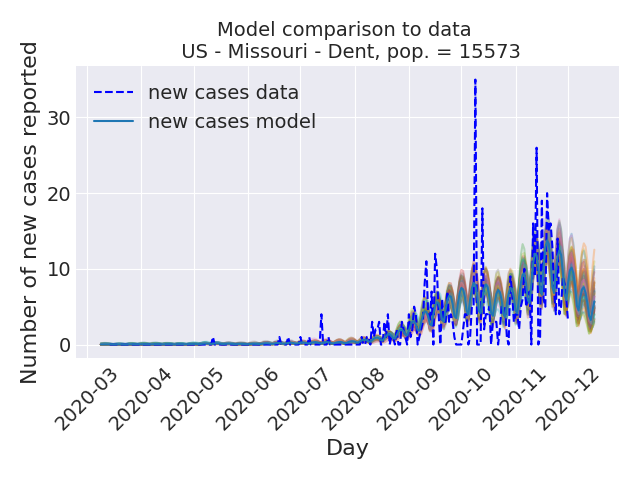 Model comparison to data
US - Missouri - Dent, pop. = 15573
Number of new cases reported
30
20
10
0
new cases data
new cases model
2020-03
2020-04
2020-05
2020-06
2020-07
2020-08
2020-09
2020-10
2020-11
2020-12
Day